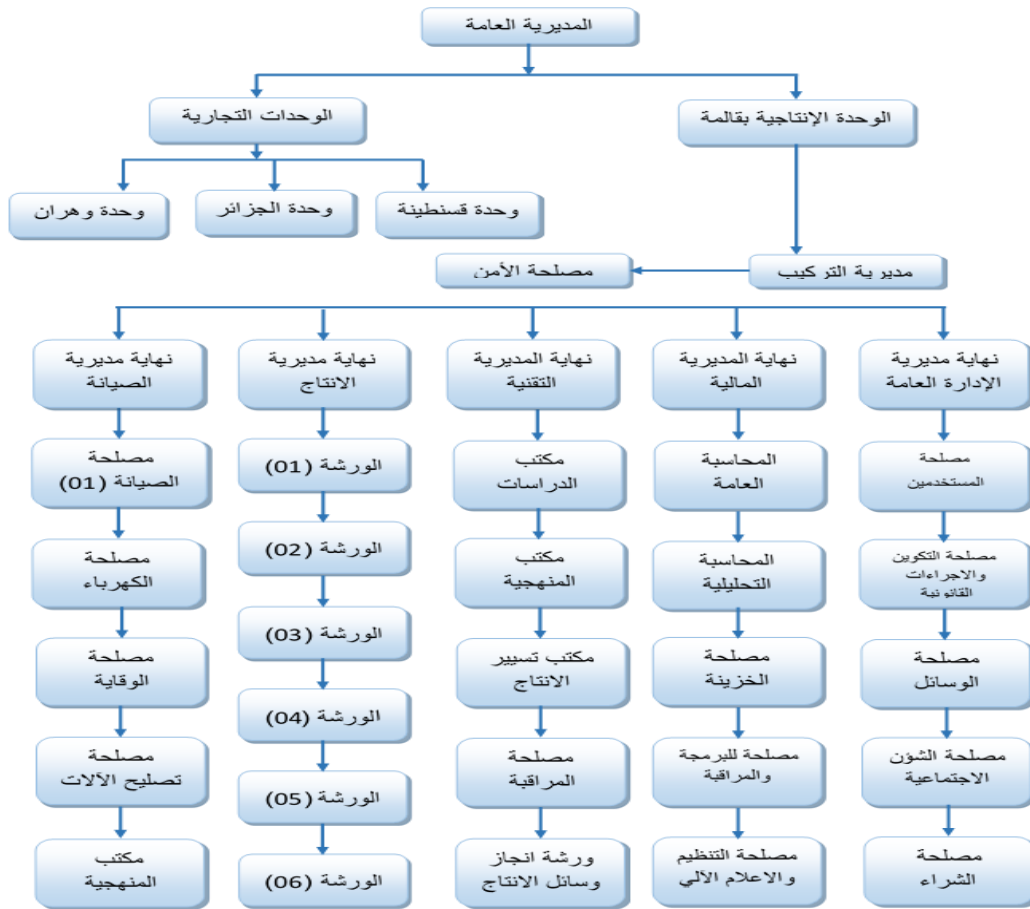 المديرية العامة
الوحدة الإنتاجية بقالمة
الوحدات التجارية
وحدة قسنطينة
وحدة الجزائر
وحدة وهران
مديرية التركيب
مصلحة الأمن
نهاية مديرية
الإدارة العامة
نهاية المديرية
المالية
نهاية المديرية
التقنية
نهاية مديرية
الانتاج
نهاية مديرية
الصيانة
مصلحة
المستخدمين
المحاسبة
العامة
مكتب
الدراسات
الورشة (01)
مصلحة
الصيانة (01)
مصلحة التكوين
والاجراءات
القانونية
المحاسبة
التحليلية
مكتب
المنهجية
الورشة (02)
مصلحة
الكهرباء
مصلحة
الوسائل
مصلحة
الخزينة
مكتب تسيير
الانتاج
الورشة (03)
مصلحة
الوقاية
مصلحة الشؤن
الاجتماعية
مصلحة للبرمجة
والمراقبة
مصلحة
المراقبة
الورشة (04)
مصلحة
تصليح الآلات
الورشة (05)
مصلحة
الشراء
مصلحة التنظيم
والاعلام الآلي
ورشة انجاز
وسائل الانتاج
الورشة (06)
مكتب
المنهجية